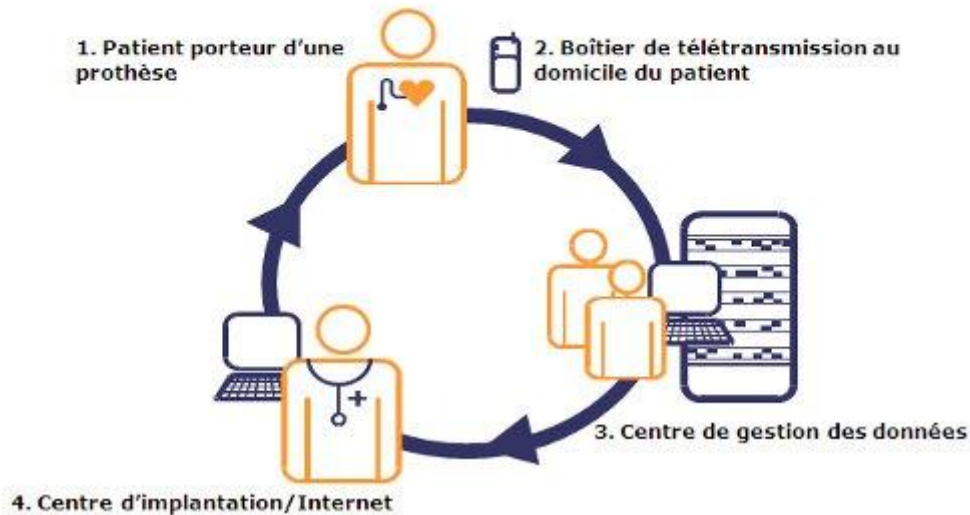 1. Patient porteur d'une
prothèse
2. Boîtier de télétransmission au
domicile du patient
3. Centre de gestion des données
4. Centre d'implantation/Internet